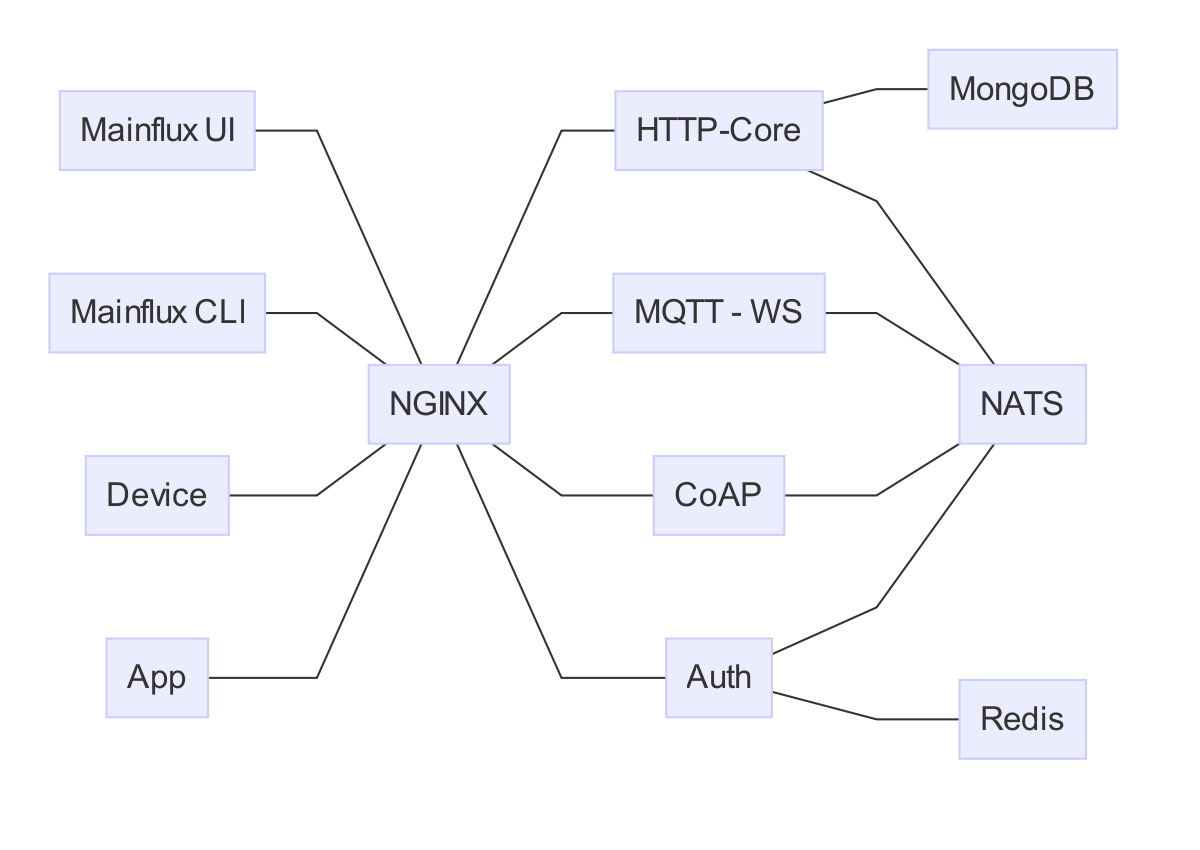 MongoDB
Mainflux UI
HTTP-Core
Mainflux CLI
MQTT - WS
NGINX
NATS
Device
CoAP
App
Auth
Redis